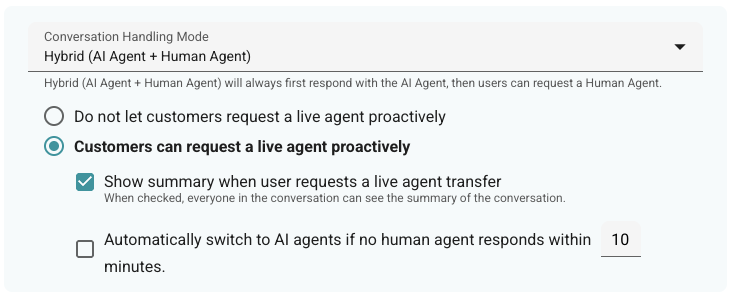 Conversation Handling Mode
Hybrid (AI Agent + Human Agent)
Hybrid (AI Agent + Human Agent) will always first respond with the AI Agent, then users can request a Human Agent.
Do not let customers request a live agent proactively
Customers can request a live agent proactively
Show summary when user requests a live agent transfer
When checked, everyone in the conversation can see the summary of the conversation.
Automatically switch to AI agents if no human agent responds within 10
minutes.